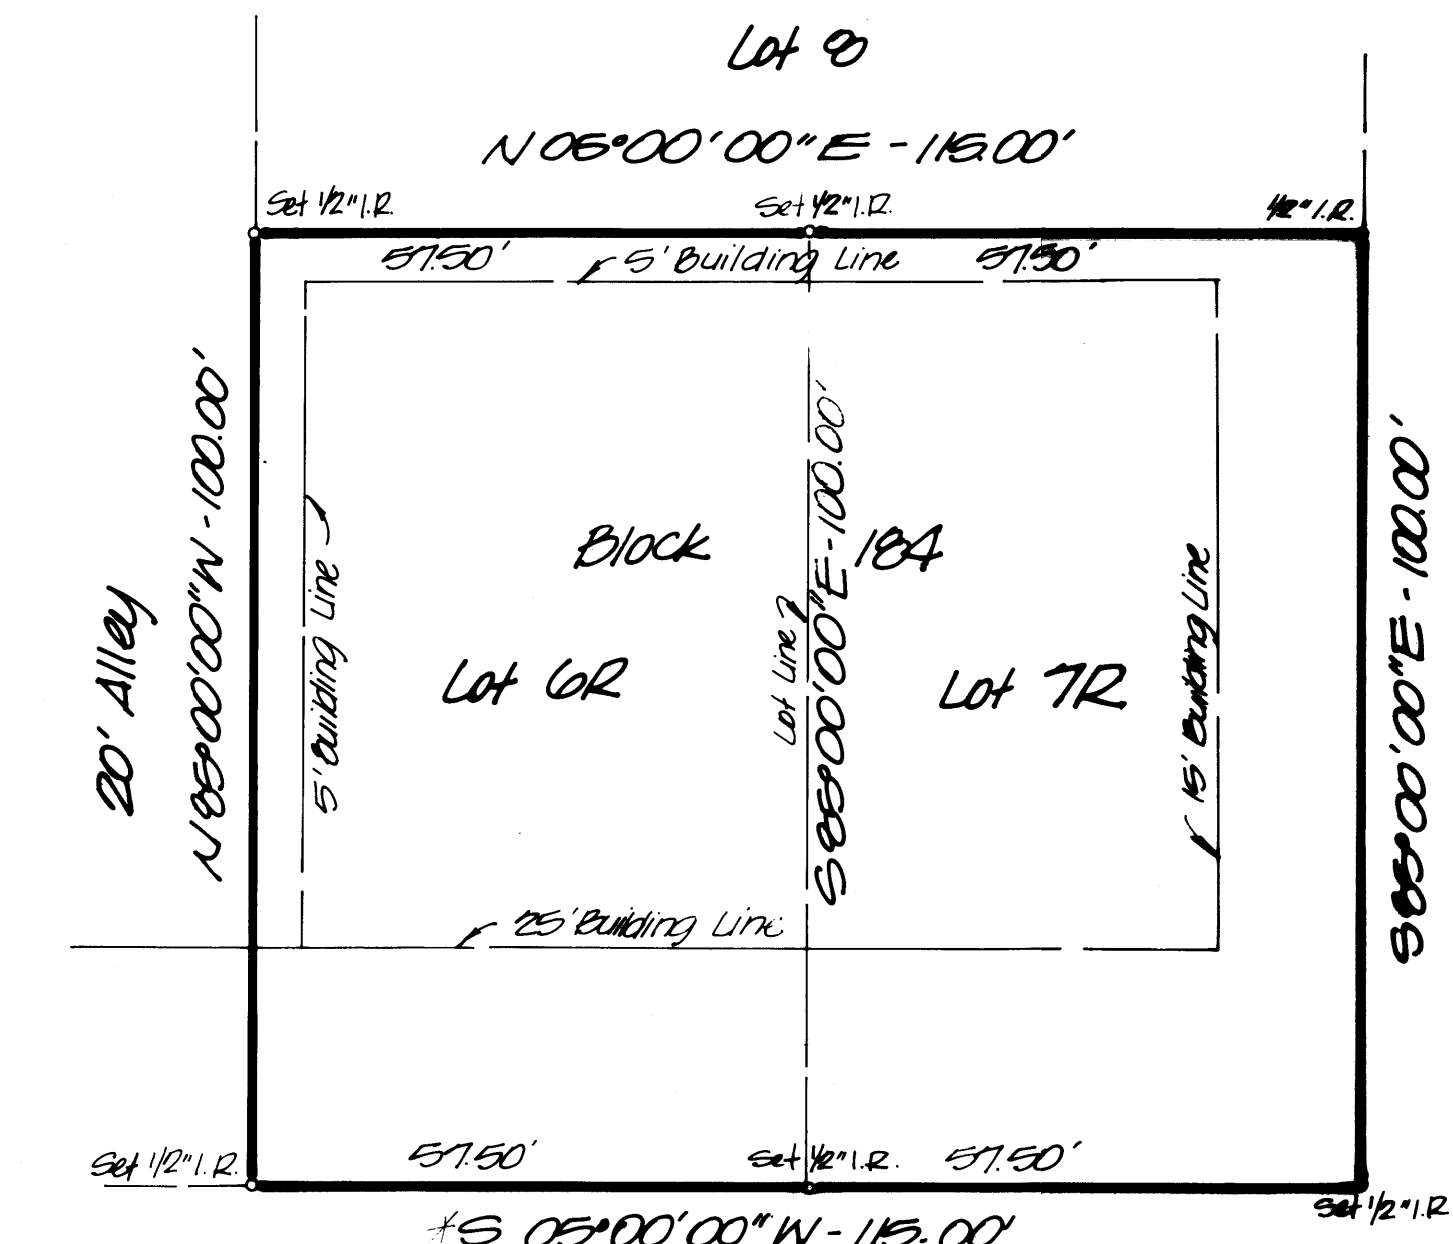 Lot 8
N 05°00'00" E - 115.00'
Set 1/2" I.R.
Set 1/2" I.R.
1/2" I.R.
57.50'
5' Building Line
57.50'
N 85°00'00" W - 100.00'
20' Alley
5' Building Line
Block 184
Lot 6R
Lot Line
S 85°00'00" E - 100.00'
Lot 7R
15' Building Line
S 85°00'00" E - 100.00'
25' Building Line
Set 1/2" I.R.
57.50'
Set 1/2" I.R.
57.50'
Set 1/2" I.R.
*S 05°00'00" W - 115.00'